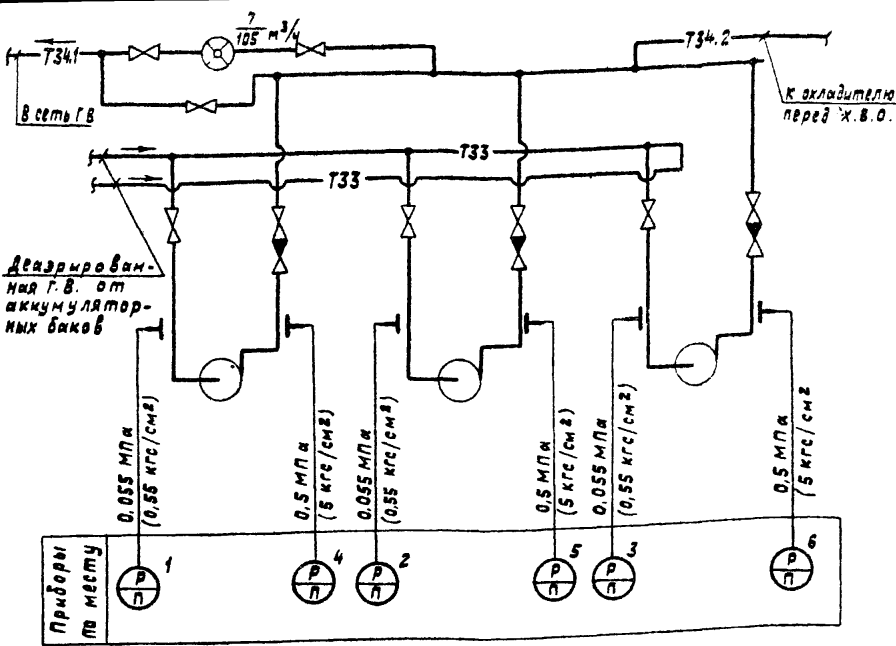 7
105 м³/ч
Т34.1
Т34.2
В сеть Г В
К охладителю
перед х.в.о.
Т33
Т33
Деаэрирован-
ная г.в. от
аккумулятор-
ных баков
0.055 МПа
(0,55 кгс/см²)
0,5 МПа
(5 кгс/см²)
0.055 МПа
(0,55 кгс/см²)
0,5 МПа
(5 кгс/см²)
0.055 МПа
(0,55 кгс/см²)
0,5 МПа
(5 кгс/см²
Приборы
по месту
Р
П
1
Р
П
4
Р
П
2
Р
П
5
Р
П
3
Р
П
6